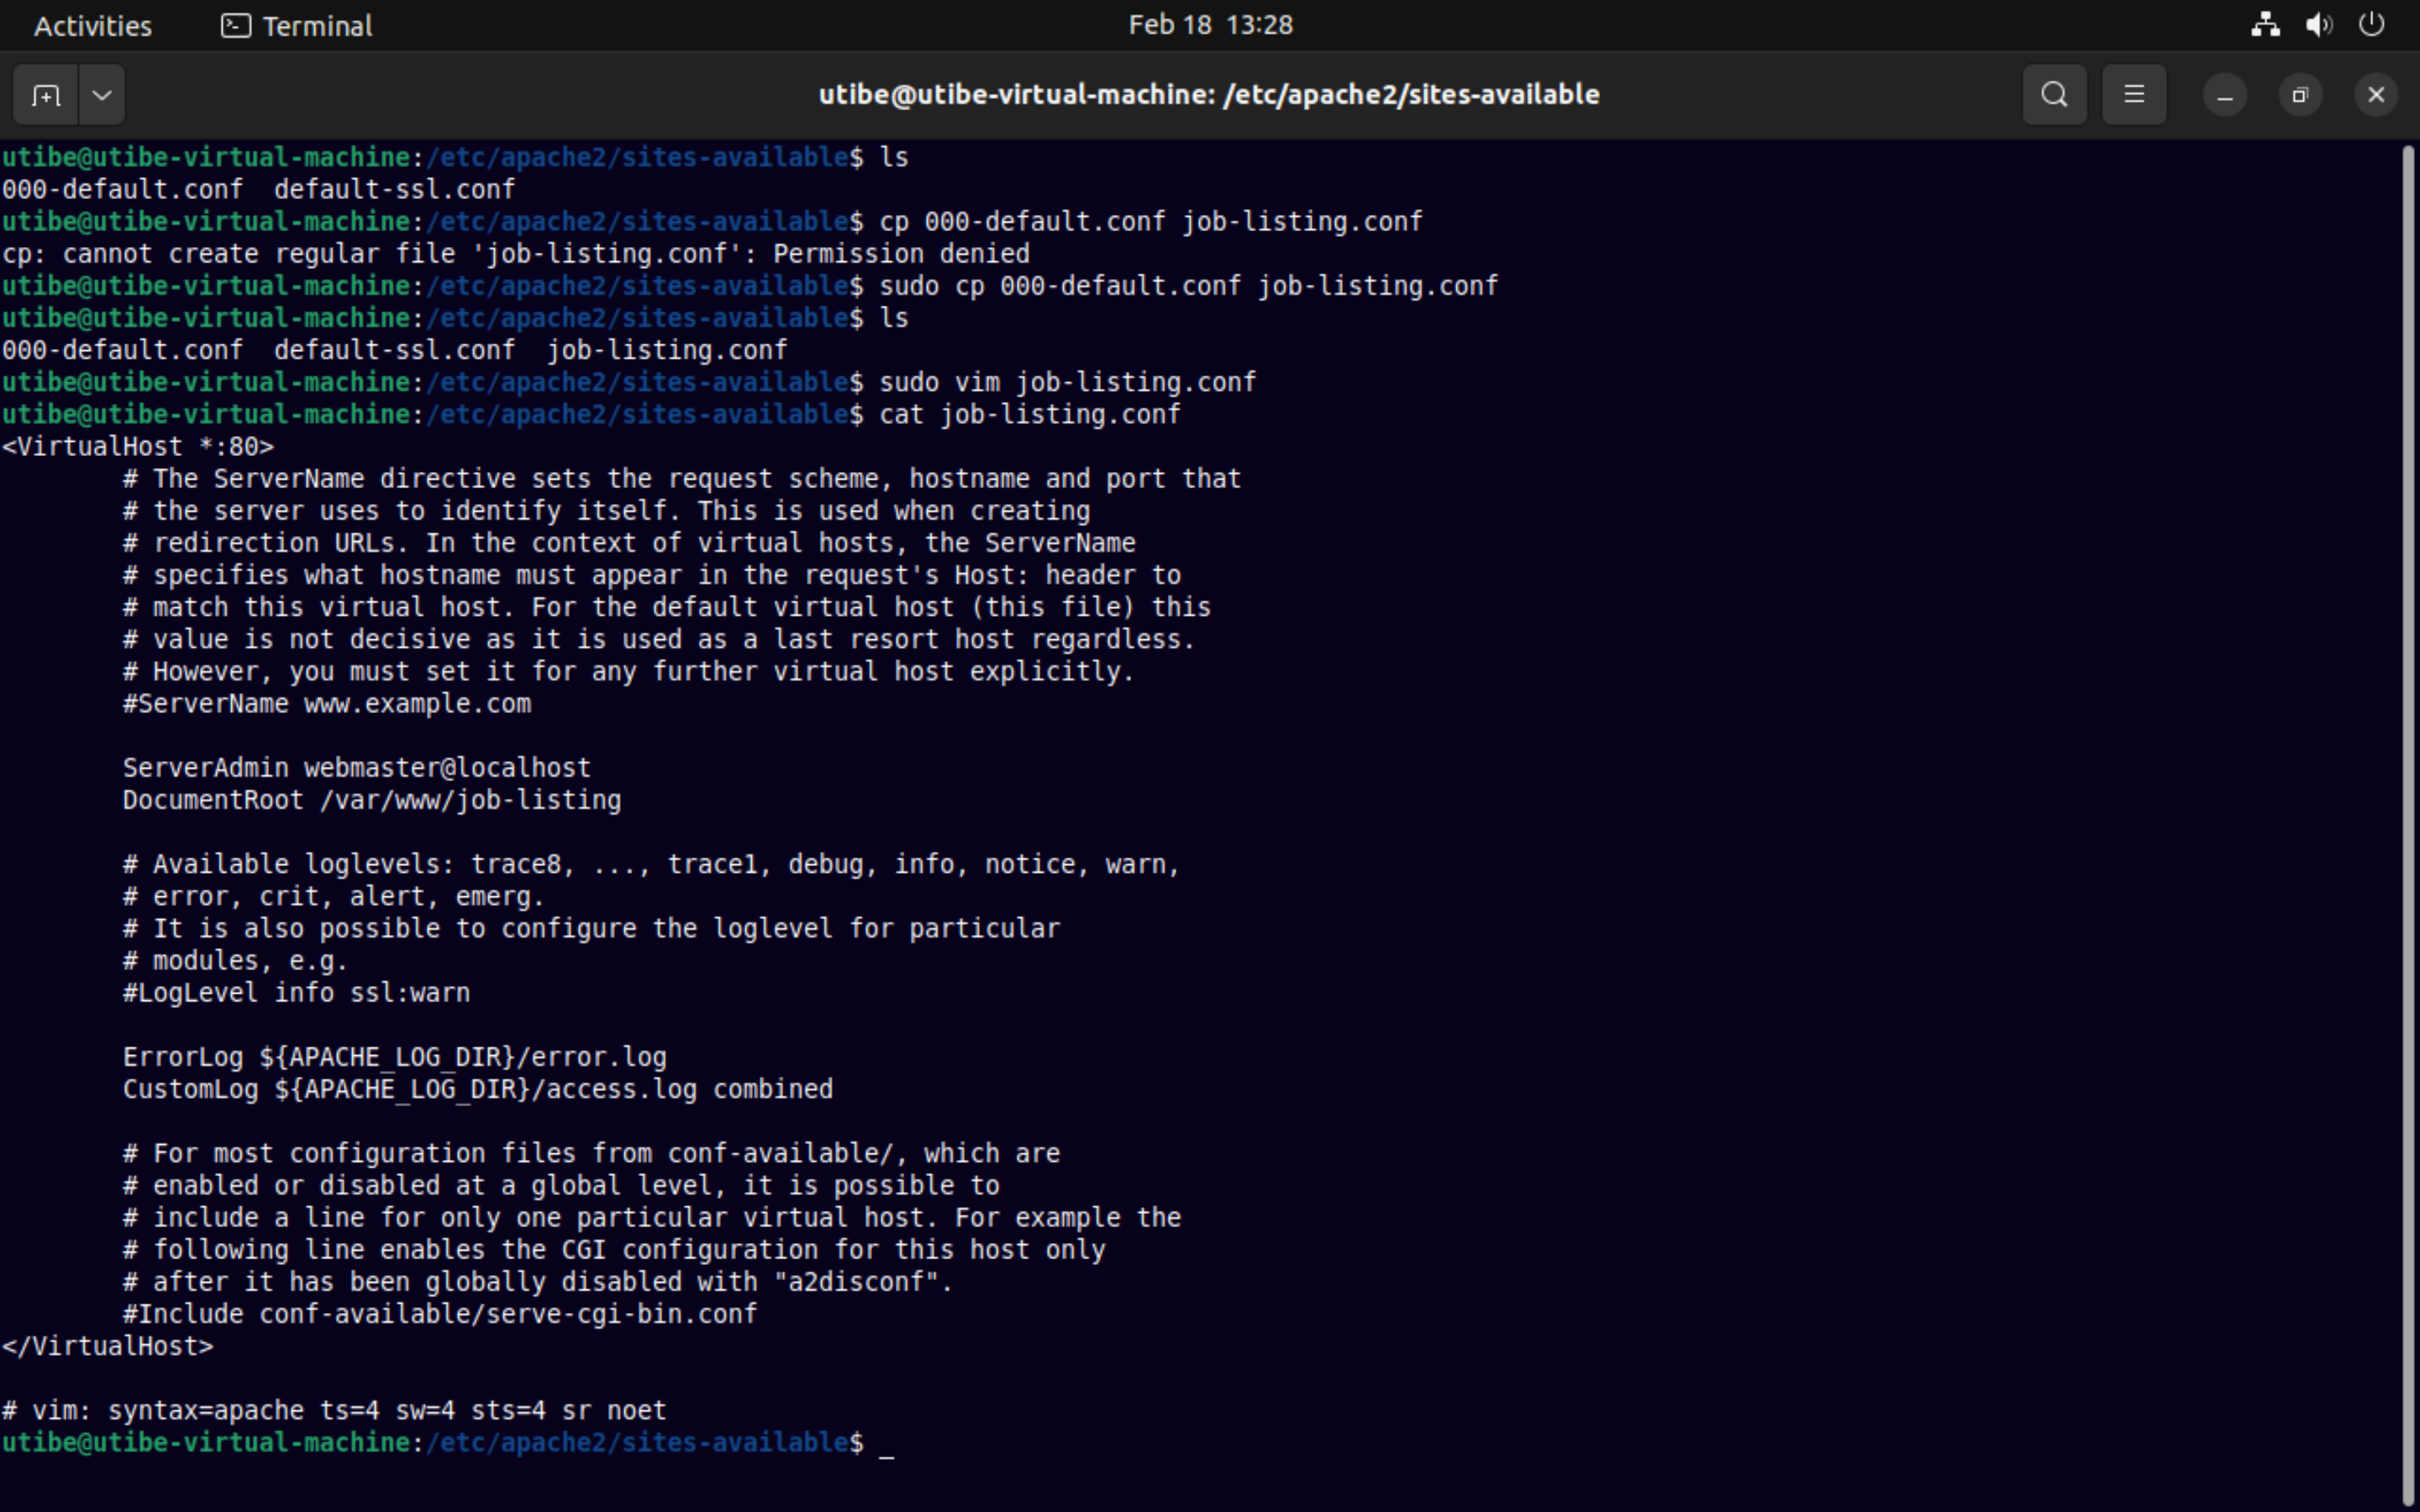 Activities Terminal Feb 18 13:28
utibe@utibe-virtual-machine: /etc/apache2/sites-available
utibe@utibe-virtual-machine:/etc/apache2/sites-available$ ls
000-default.conf  default-ssl.conf
utibe@utibe-virtual-machine:/etc/apache2/sites-available$ cp 000-default.conf job-listing.conf
cp: cannot create regular file 'job-listing.conf': Permission denied
utibe@utibe-virtual-machine:/etc/apache2/sites-available$ sudo cp 000-default.conf job-listing.conf
utibe@utibe-virtual-machine:/etc/apache2/sites-available$ ls
000-default.conf  default-ssl.conf  job-listing.conf
utibe@utibe-virtual-machine:/etc/apache2/sites-available$ sudo vim job-listing.conf
utibe@utibe-virtual-machine:/etc/apache2/sites-available$ cat job-listing.conf
<VirtualHost *:80>
        # The ServerName directive sets the request scheme, hostname and port that
        # the server uses to identify itself. This is used when creating
        # redirection URLs. In the context of virtual hosts, the ServerName
        # specifies what hostname must appear in the request's Host: header to
        # match this virtual host. For the default virtual host (this file) this
        # value is not decisive as it is used as a last resort host regardless.
        # However, you must set it for any further virtual host explicitly.
        #ServerName www.example.com

        ServerAdmin webmaster@localhost
        DocumentRoot /var/www/job-listing

        # Available loglevels: trace8, ..., trace1, debug, info, notice, warn,
        # error, crit, alert, emerg.
        # It is also possible to configure the loglevel for particular
        # modules, e.g.
        #LogLevel info ssl:warn

        ErrorLog ${APACHE_LOG_DIR}/error.log
        CustomLog ${APACHE_LOG_DIR}/access.log combined

        # For most configuration files from conf-available/, which are
        # enabled or disabled at a global level, it is possible to
        # include a line for only one particular virtual host. For example the
        # following line enables the CGI configuration for this host only
        # after it has been globally disabled with "a2disconf".
        #Include conf-available/serve-cgi-bin.conf
</VirtualHost>

# vim: syntax=apache ts=4 sw=4 sts=4 sr noet
utibe@utibe-virtual-machine:/etc/apache2/sites-available$ _